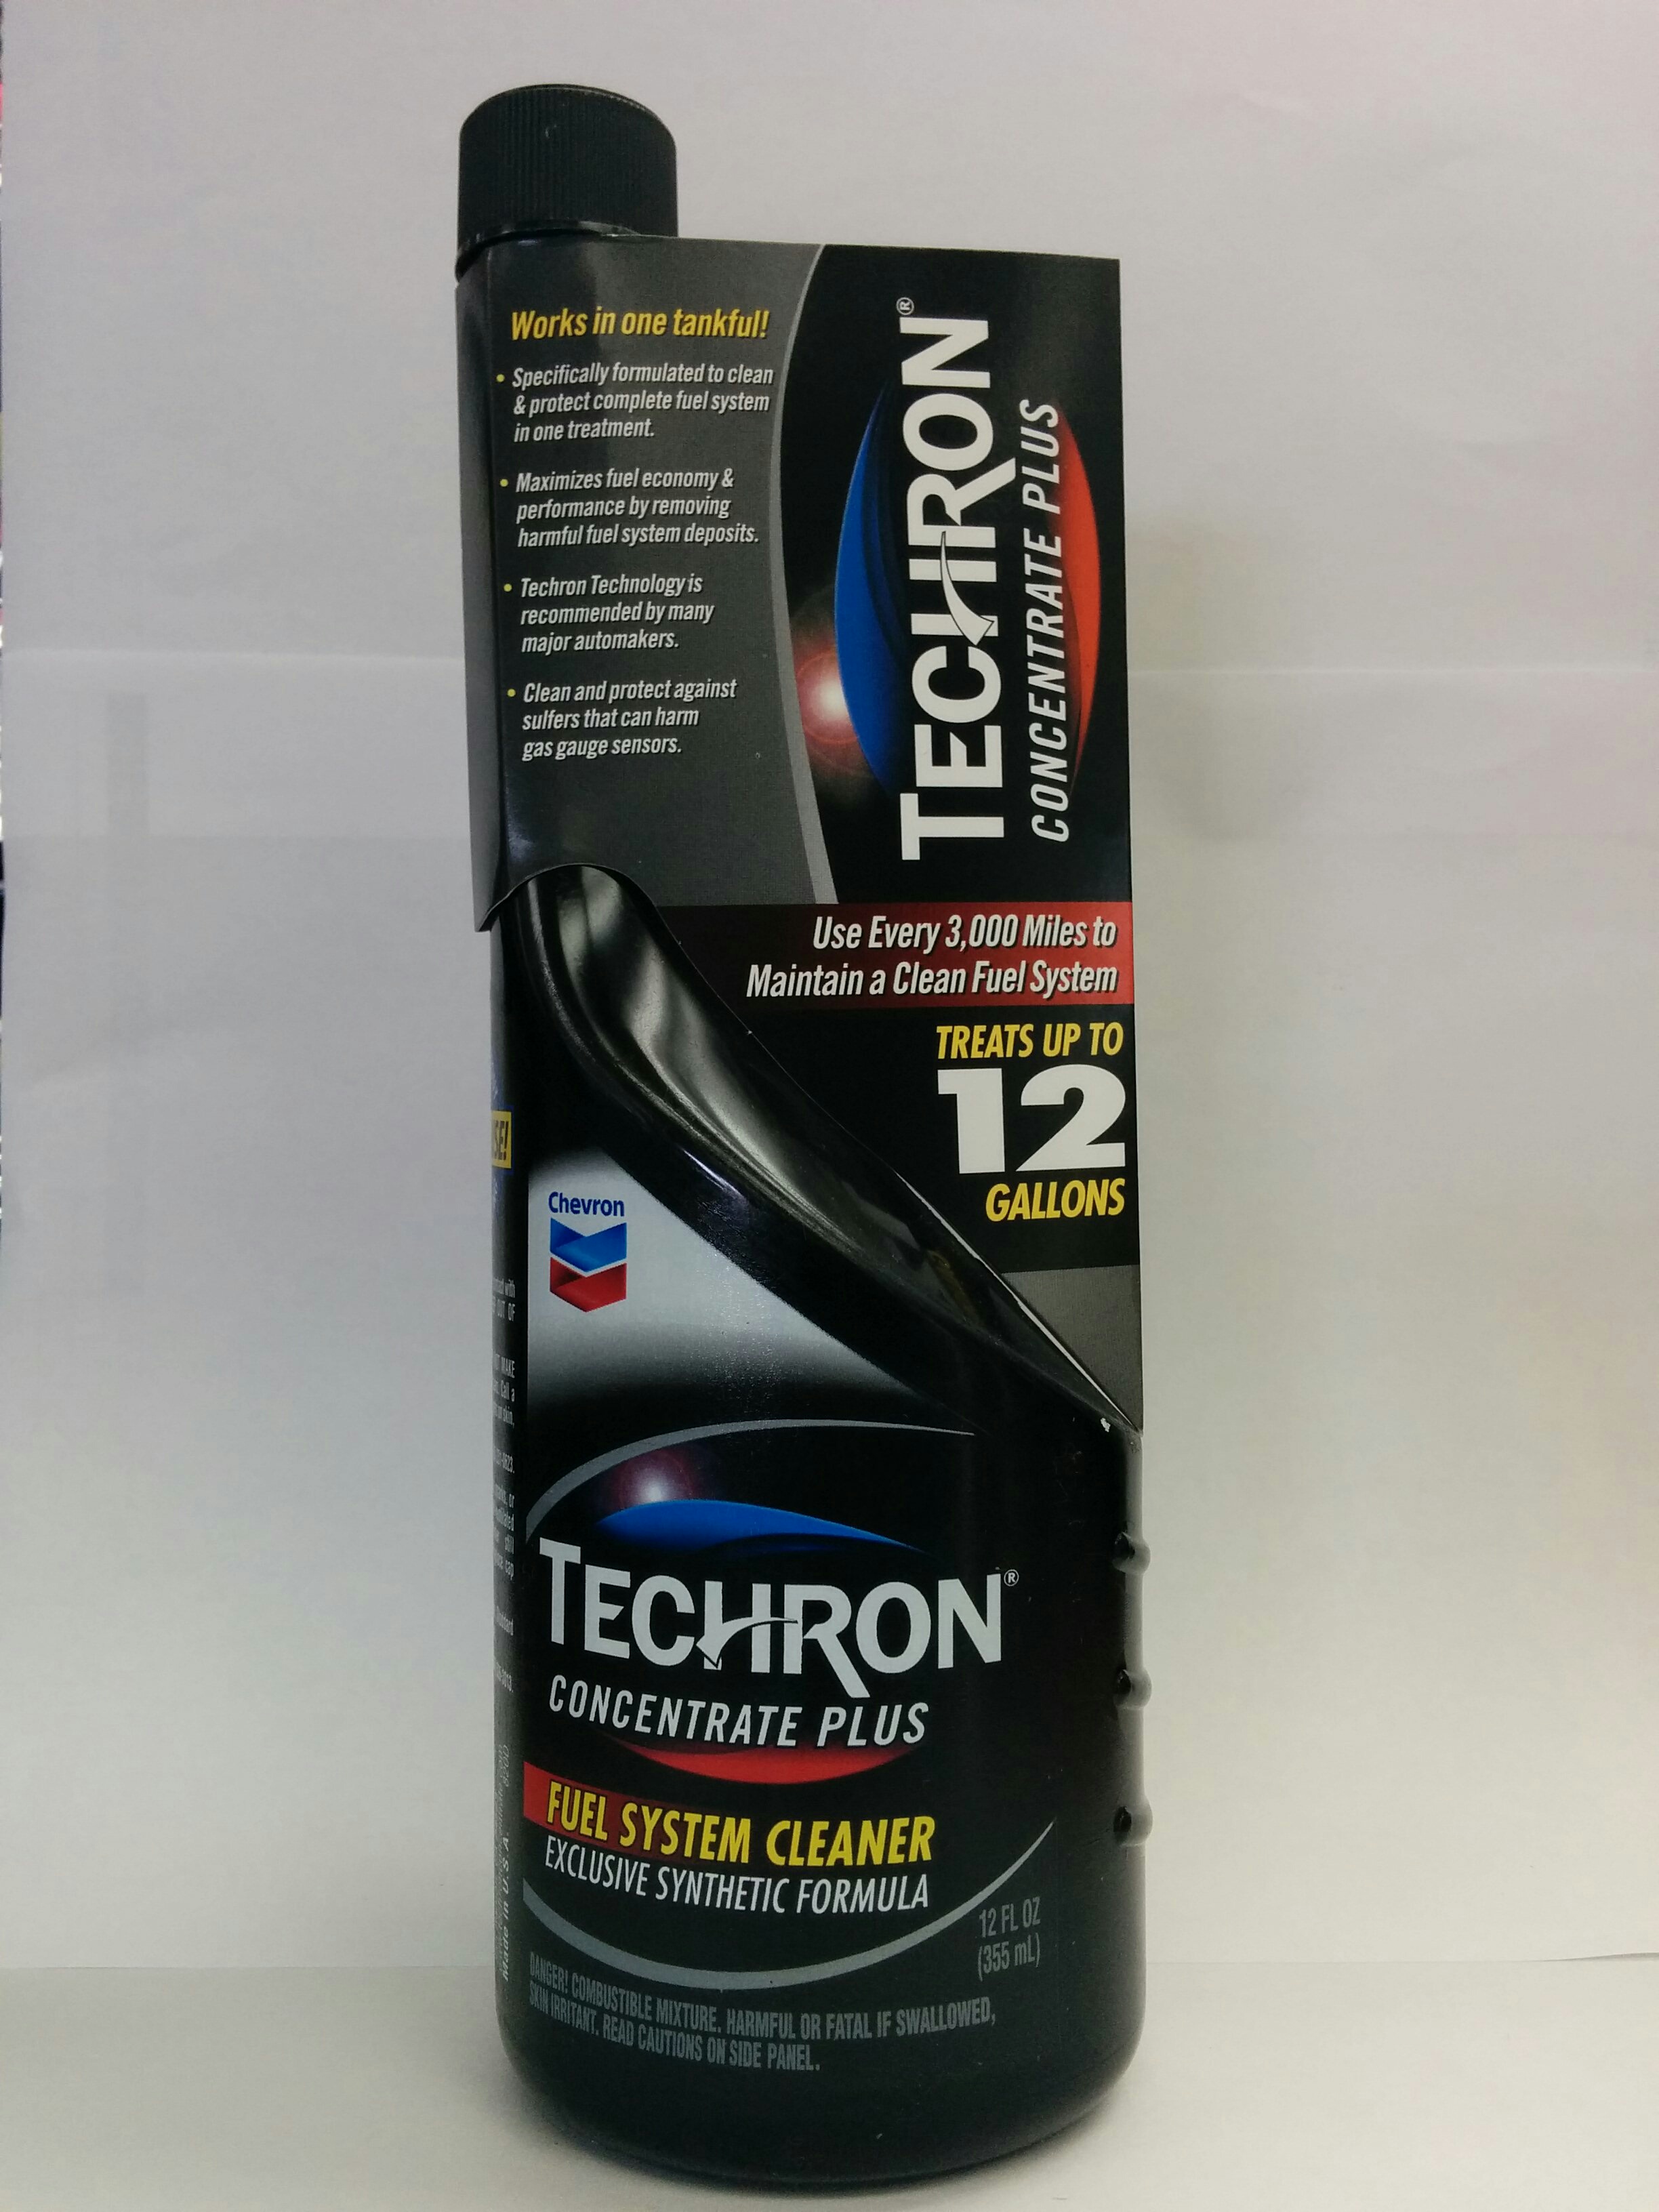 Works in one tankful!
• Specifically formulated to clean
& protect complete fuel system
in one treatment.
• Maximizes fuel economy &
performance by removing
harmful fuel system deposits.
• Techron Technology is
recommended by many
major automakers.
• Clean and protect against
sulfers that can harm
gas gauge sensors.
TECHRON®
CONCENTRATE PLUS
Use Every 3,000 Miles to
Maintain a Clean Fuel System
TREATS UP TO
12
GALLONS
Chevron
TECHRON®
CONCENTRATE PLUS
FUEL SYSTEM CLEANER
EXCLUSIVE SYNTHETIC FORMULA
12 FL OZ
(355 mL)
DANGER! COMBUSTIBLE MIXTURE. HARMFUL OR FATAL IF SWALLOWED,
SKIN IRRITANT. READ CAUTIONS ON SIDE PANEL.
Made in U.S.A.